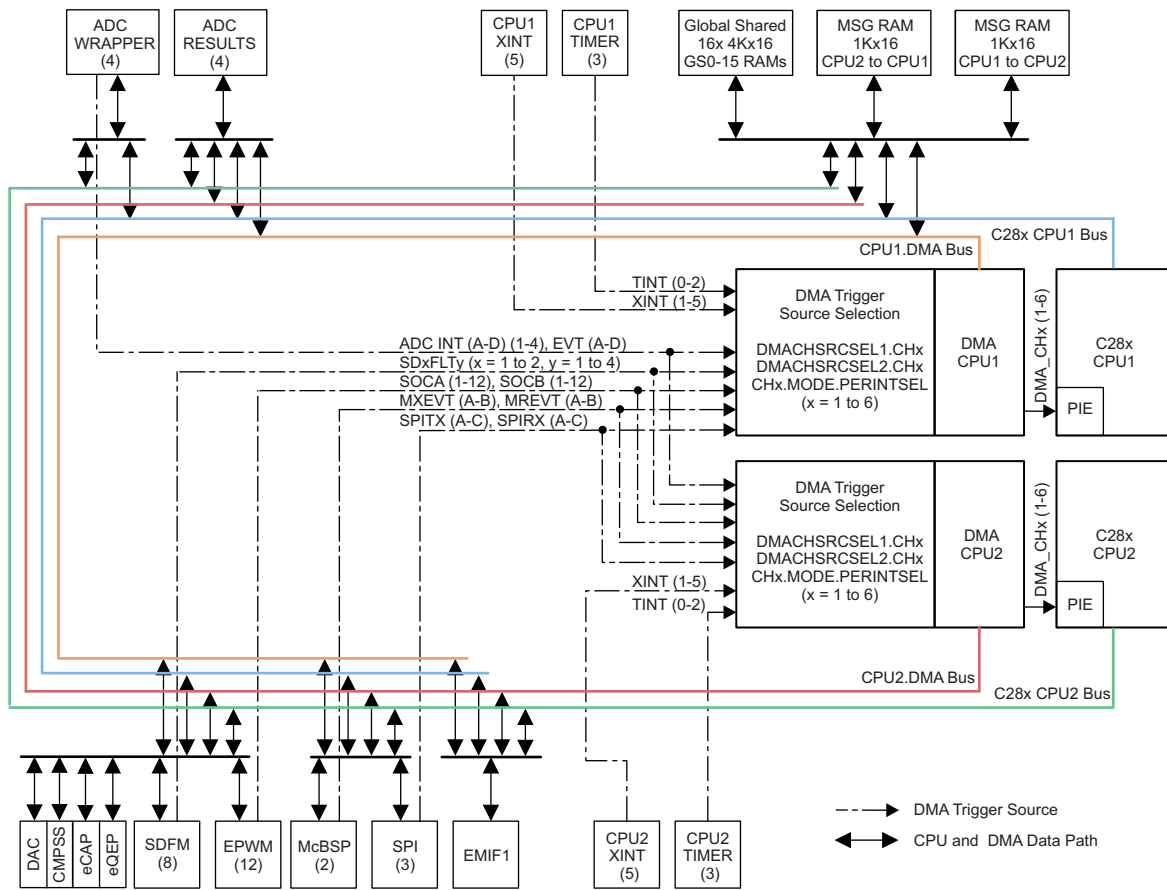 ADC
WRAPPER
(4)
ADC
RESULTS
(4)
CPU1
XINT
(5)
CPU1
TIMER
(3)
Global Shared
16x 4Kx16
GS0-15 RAMs
MSG RAM
1Kx16
CPU2 to CPU1
MSG RAM
1Kx16
CPU1 to CPU2
C28x CPU1 Bus
CPU1.DMA Bus
TINT (0-2)
XINT (1-5)
ADC INT (A-D) (1-4), EVT (A-D)
SDxFLTy (x = 1 to 2, y = 1 to 4)
SOCA (1-12), SOCB (1-12)
MXEVT (A-B), MREVT (A-B)
SPITX (A-C), SPIRX (A-C)
DMA Trigger
Source Selection
DMACHSRCSEL1.CHx
DMACHSRCSEL2.CHx
CHx.MODE.PERINTSEL
(x = 1 to 6)
DMA
CPU1
DMA_CHx (1-6)
C28x
CPU1
PIE
DMA Trigger
Source Selection
DMACHSRCSEL1.CHx
DMACHSRCSEL2.CHx
CHx.MODE.PERINTSEL
(x = 1 to 6)
DMA
CPU2
DMA_CHx (1-6)
C28x
CPU2
PIE
XINT (1-5)
TINT (0-2)
CPU2.DMA Bus
C28x CPU2 Bus
DAC
CMPSS
eCAP
eQEP
SDFM
(8)
EPWM
(12)
McBSP
(2)
SPI
(3)
EMIF1
CPU2
XINT
(5)
CPU2
TIMER
(3)
DMA Trigger Source
CPU and DMA Data Path